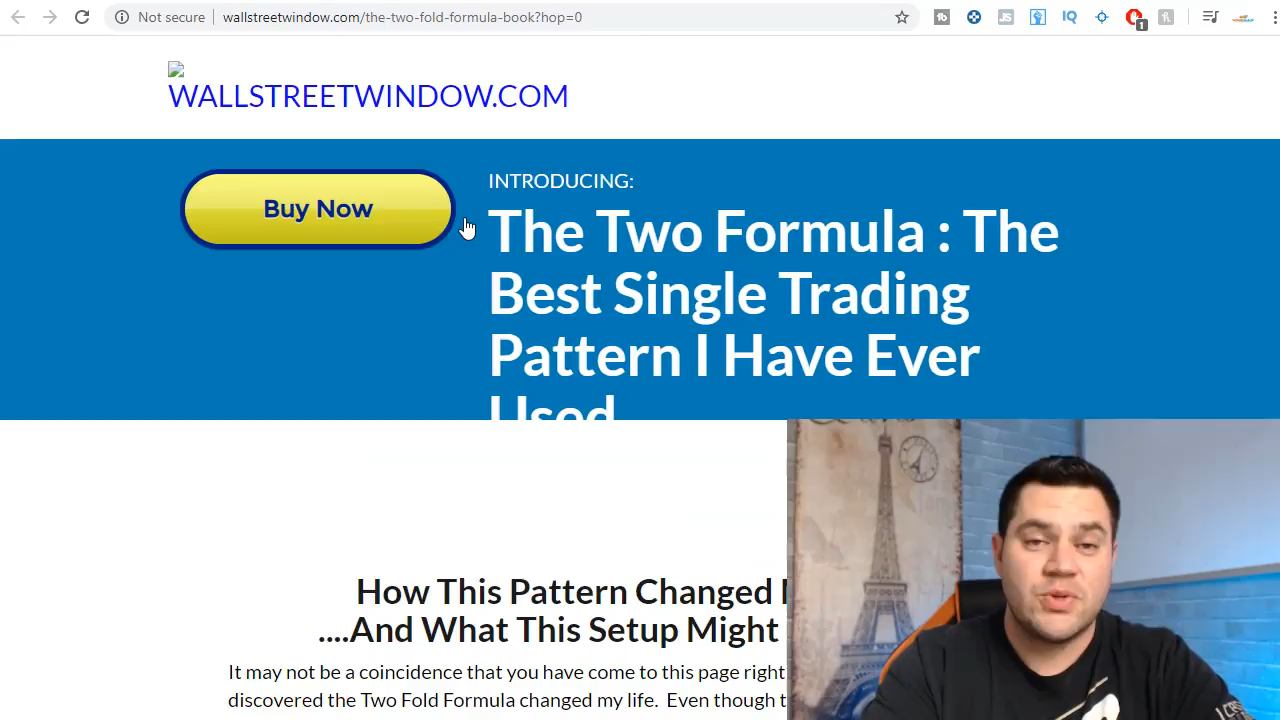 Not secure
wallstreetwindow.com/the-two-fold-formula-book?hop=0
WALLSTREETWINDOW.COM
Buy Now
INTRODUCING:
The Two Formula : The
Best Single Trading
Pattern I Have Ever
Used
How This Pattern Changed
....And What This Setup Might
It may not be a coincidence that you have come to this page right
discovered the Two Fold Formula changed my life. Even though